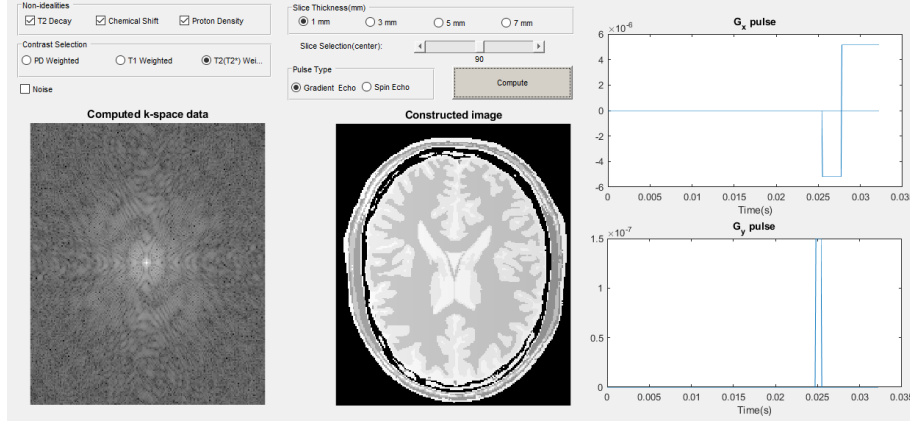 Non-idealities
T2 Decay
Chemical Shift
Proton Density
Contrast Selection
PD Weighted
T1 Weighted
T2(T2*) Wei...
Noise
Slice Thickness(mm)
1 mm
3 mm
5 mm
7 mm
Slice Selection(center):
90
Pulse Type
Gradient Echo
Spin Echo
Compute
Computed k-space data
Constructed image
Gx pulse
×10-6
6
4
2
0
-2
-4
-6
0 0.005 0.01 0.015 0.02 0.025 0.03 0.035
Time(s)
Gy pulse
×10-7
1.5
1
0.5
0
0 0.005 0.01 0.015 0.02 0.025 0.03 0.035
Time(s)